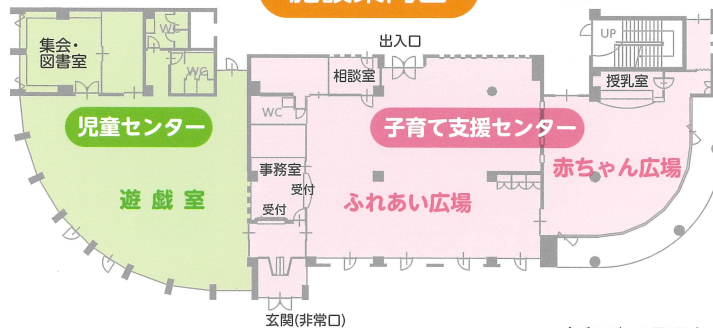 集会・
図書室
WC
WC
児童センター
遊戯室
出入口
相談室
WC
事務室
受付
受付
子育て支援センター
ふれあい広場
UP
授乳室
赤ちゃん広場
玄関(非常口)